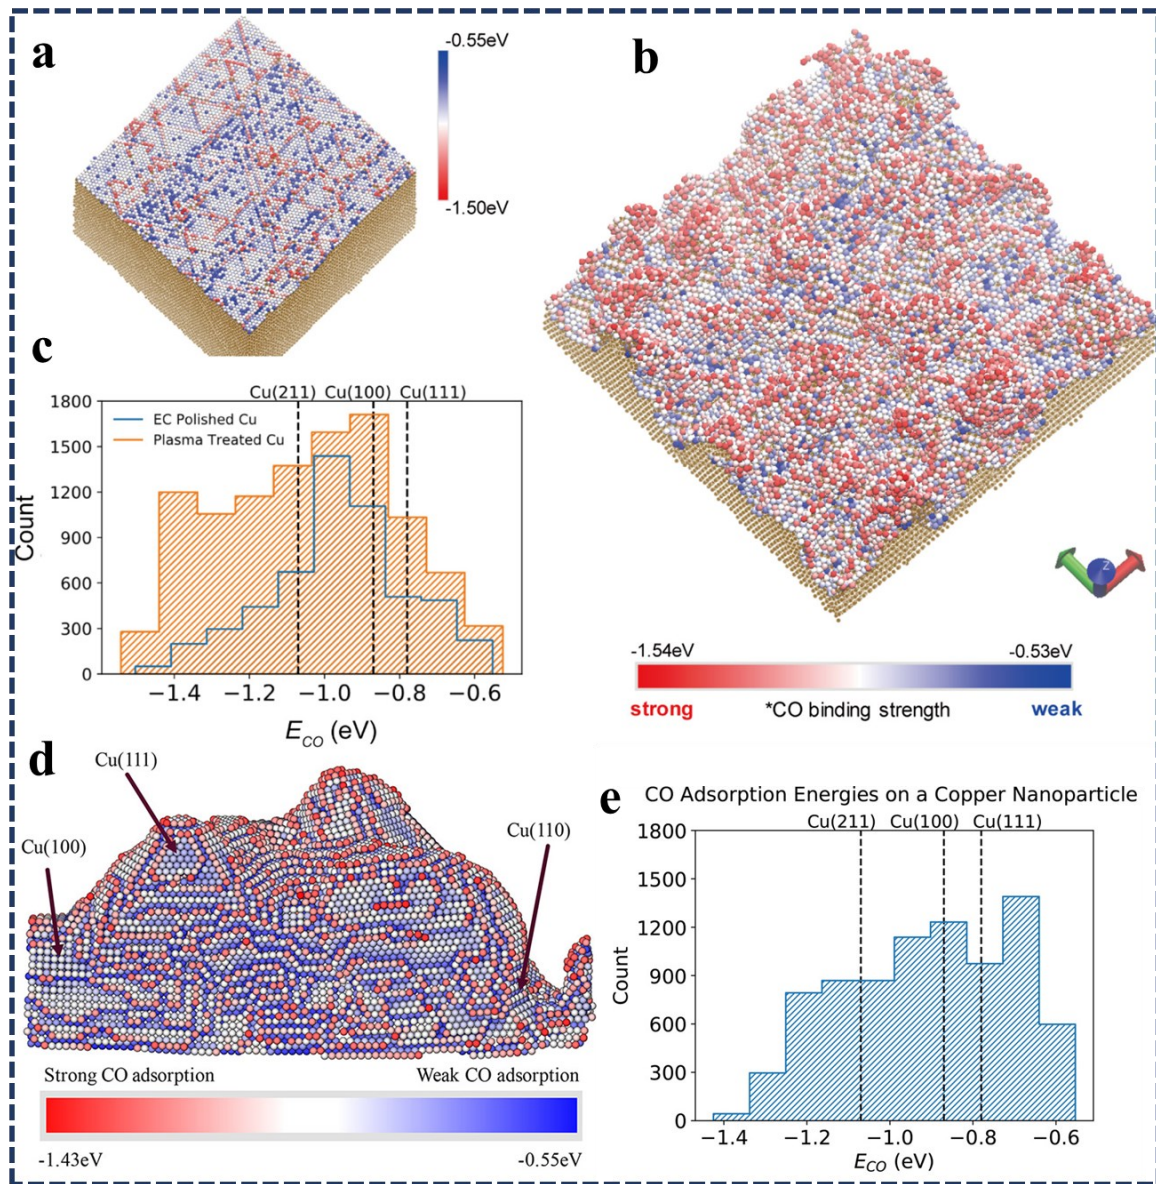 a
-0.55eV
-1.50eV
b
c
Cu(211) Cu(100) Cu(111)
1800
1500
1200
900
600
300
0
Count
EC Polished Cu
Plasma Treated Cu
−1.4 −1.2 −1.0 −0.8 −0.6
E_CO (eV)
z
-1.54eV -0.53eV
strong *CO binding strength weak
d
Cu(111)
Cu(100)
Cu(110)
Strong CO adsorption Weak CO adsorption
-1.43eV -0.55eV
e
CO Adsorption Energies on a Copper Nanoparticle
Cu(211) Cu(100) Cu(111)
1800
1500
1200
900
600
300
0
Count
−1.4 −1.2 −1.0 −0.8 −0.6
E_CO (eV)